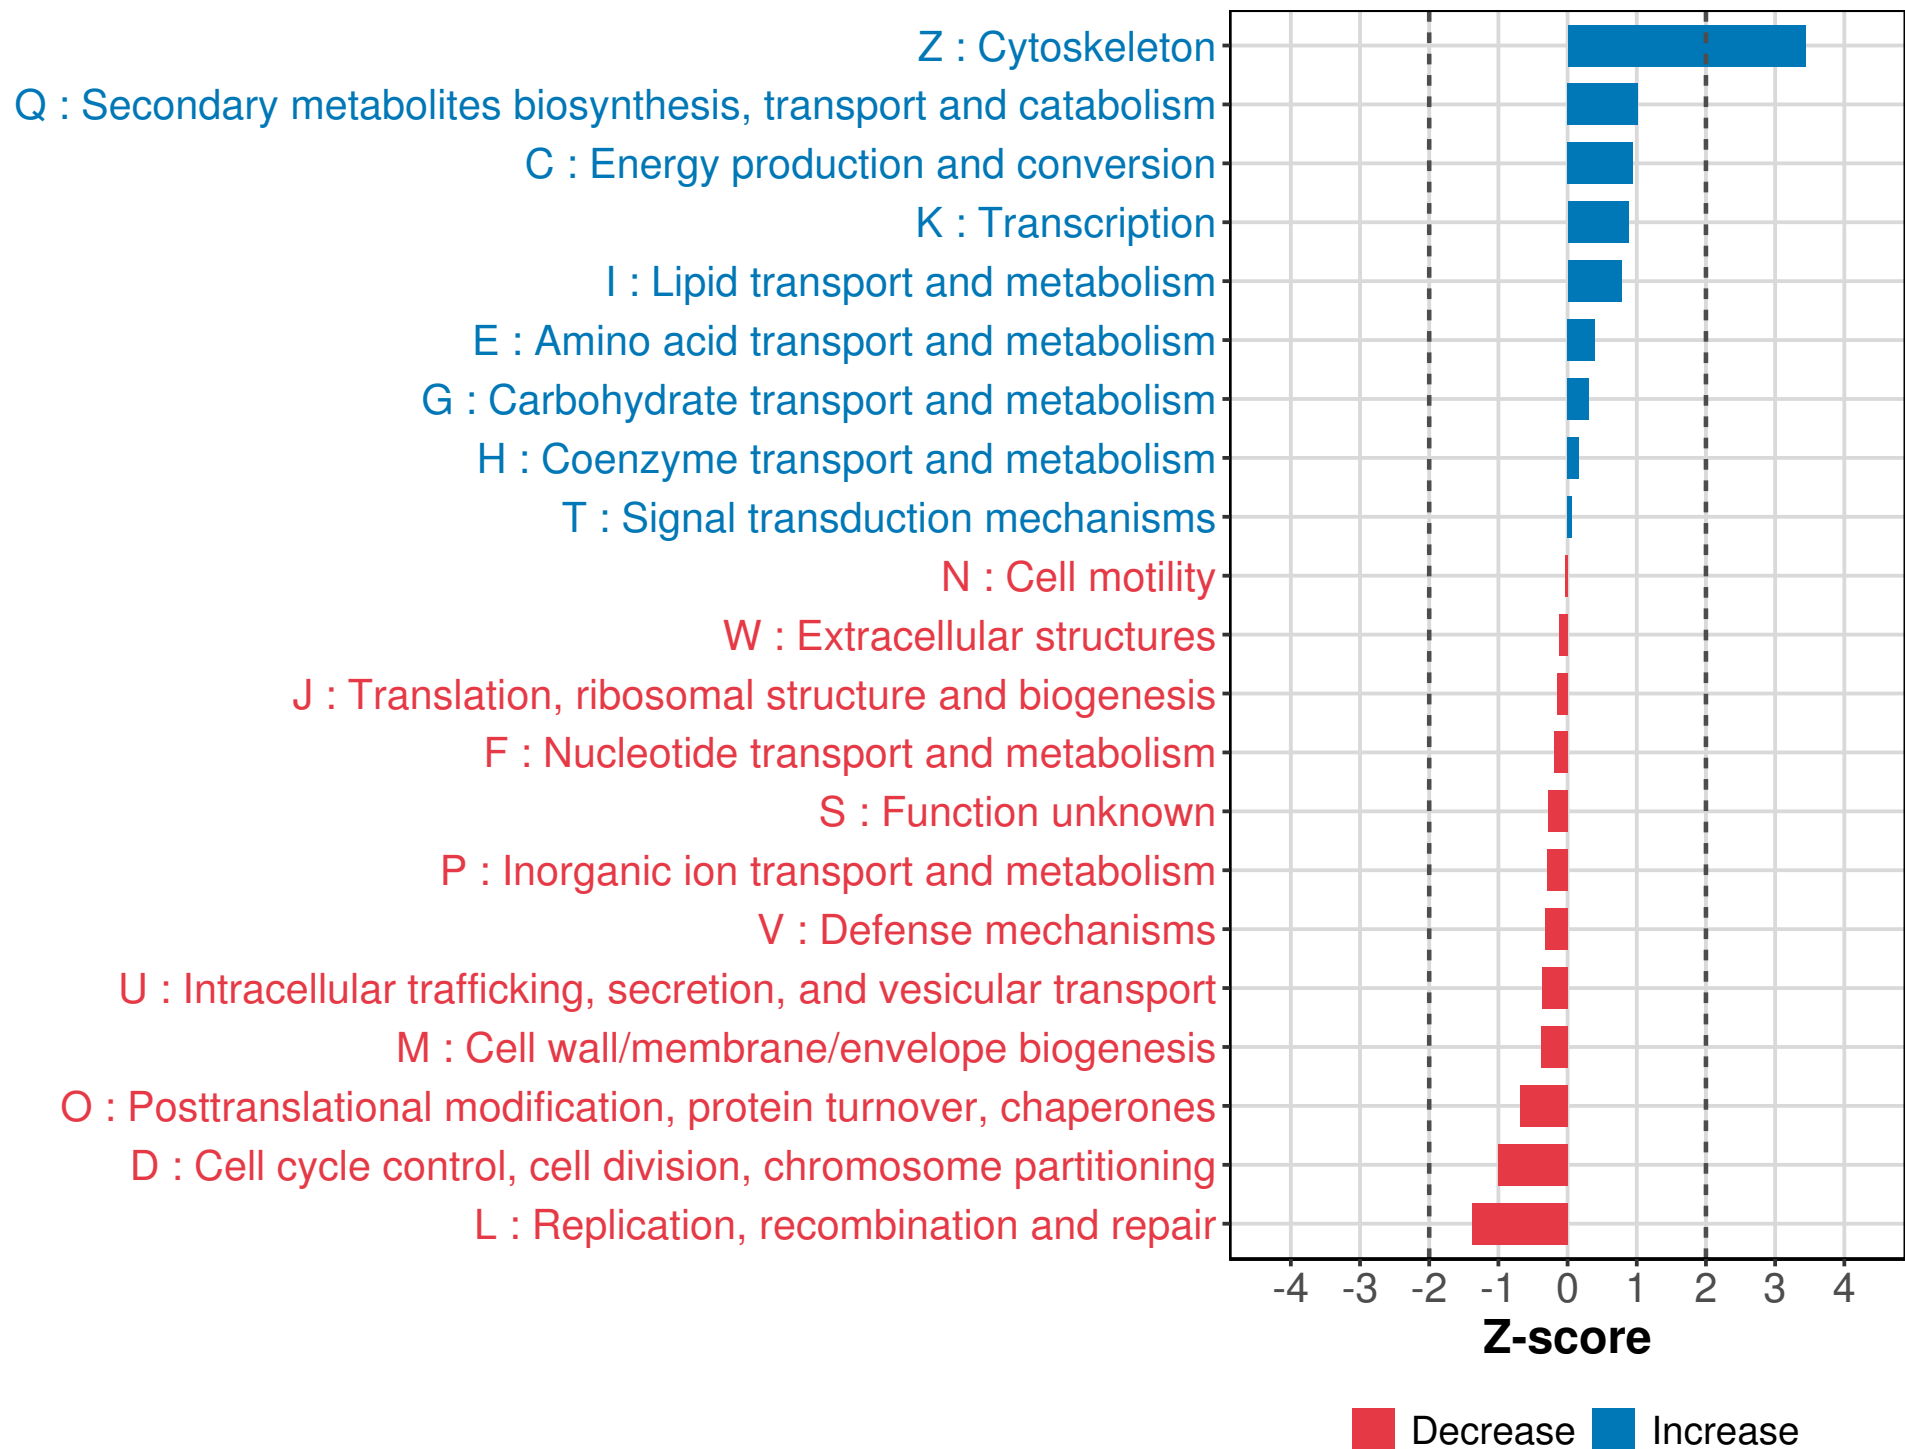 Z : Cytoskeleton
Q : Secondary metabolites biosynthesis, transport and catabolism
C : Energy production and conversion
K : Transcription
I : Lipid transport and metabolism
E : Amino acid transport and metabolism
G : Carbohydrate transport and metabolism
H : Coenzyme transport and metabolism
T : Signal transduction mechanisms
N : Cell motility
W : Extracellular structures
J : Translation, ribosomal structure and biogenesis
F : Nucleotide transport and metabolism
S : Function unknown
P : Inorganic ion transport and metabolism
V : Defense mechanisms
U : Intracellular trafficking, secretion, and vesicular transport
M : Cell wall/membrane/envelope biogenesis
O : Posttranslational modification, protein turnover, chaperones
D : Cell cycle control, cell division, chromosome partitioning
L : Replication, recombination and repair
-4 -3 -2 -1 0 1 2 3 4
Z-score
Decrease Increase